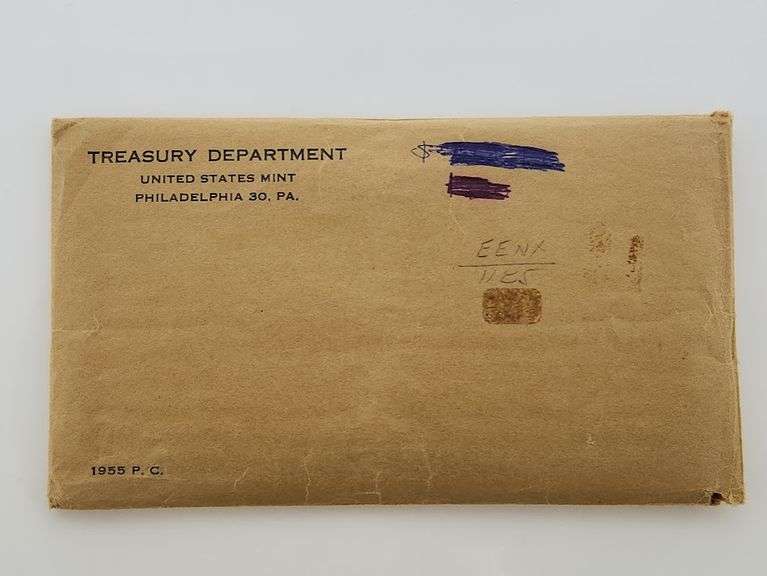 TREASURY DEPARTMENT
UNITED STATES MINT
PHILADELPHIA 30, PA.
$
EENX
1955 P. C.